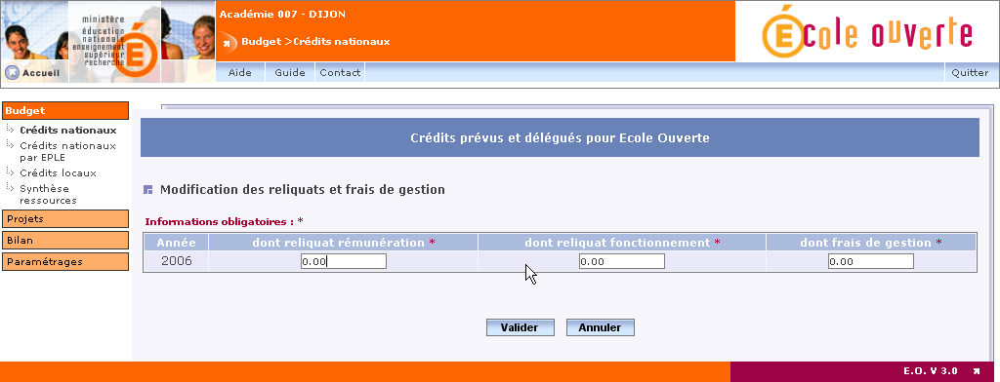 ministère
éducation
nationale
enseignement
supérieur
recherche
É
Accueil
Académie 007 - DIJON
Budget >Crédits nationaux
École ouverte
Aide
Guide
Contact
Quitter
Budget
Crédits nationaux
Crédits nationaux
par EPLE
Crédits locaux
Synthèse
ressources
Projets
Bilan
Paramétrages
Crédits prévus et délégués pour Ecole Ouverte
Modification des reliquats et frais de gestion
Informations obligatoires : *
Année dont reliquat rémunération * dont reliquat fonctionnement * dont frais de gestion *
2006 0.00 0.00 0.00
Valider Annuler
E.O. V 3.0